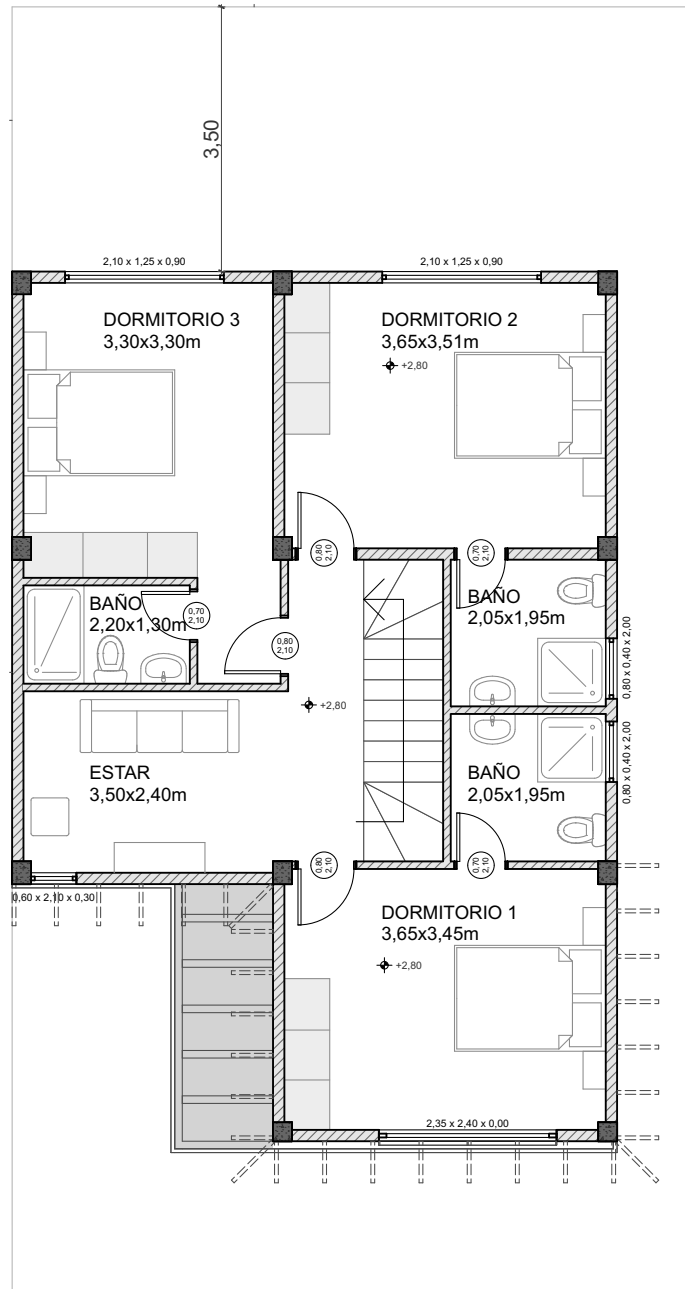 3,50
2,10 x 1,25 x 0,90
2,10 x 1,25 x 0,90
DORMITORIO 3
3,30x3,30m
DORMITORIO 2
3,65x3,51m
+2,80
0,80
2,10
0,70
2,10
BAÑO
2,20x1,30m
0,70
2,10
0,80
2,10
BAÑO
2,05x1,95m
0,80 x 0,40 x 2,00
+2,80
ESTAR
3,50x2,40m
BAÑO
2,05x1,95m
0,80 x 0,40 x 2,00
0,80
2,10
0,70
2,10
0,60 x 2,10 x 0,30
DORMITORIO 1
3,65x3,45m
+2,80
2,35 x 2,40 x 0,00